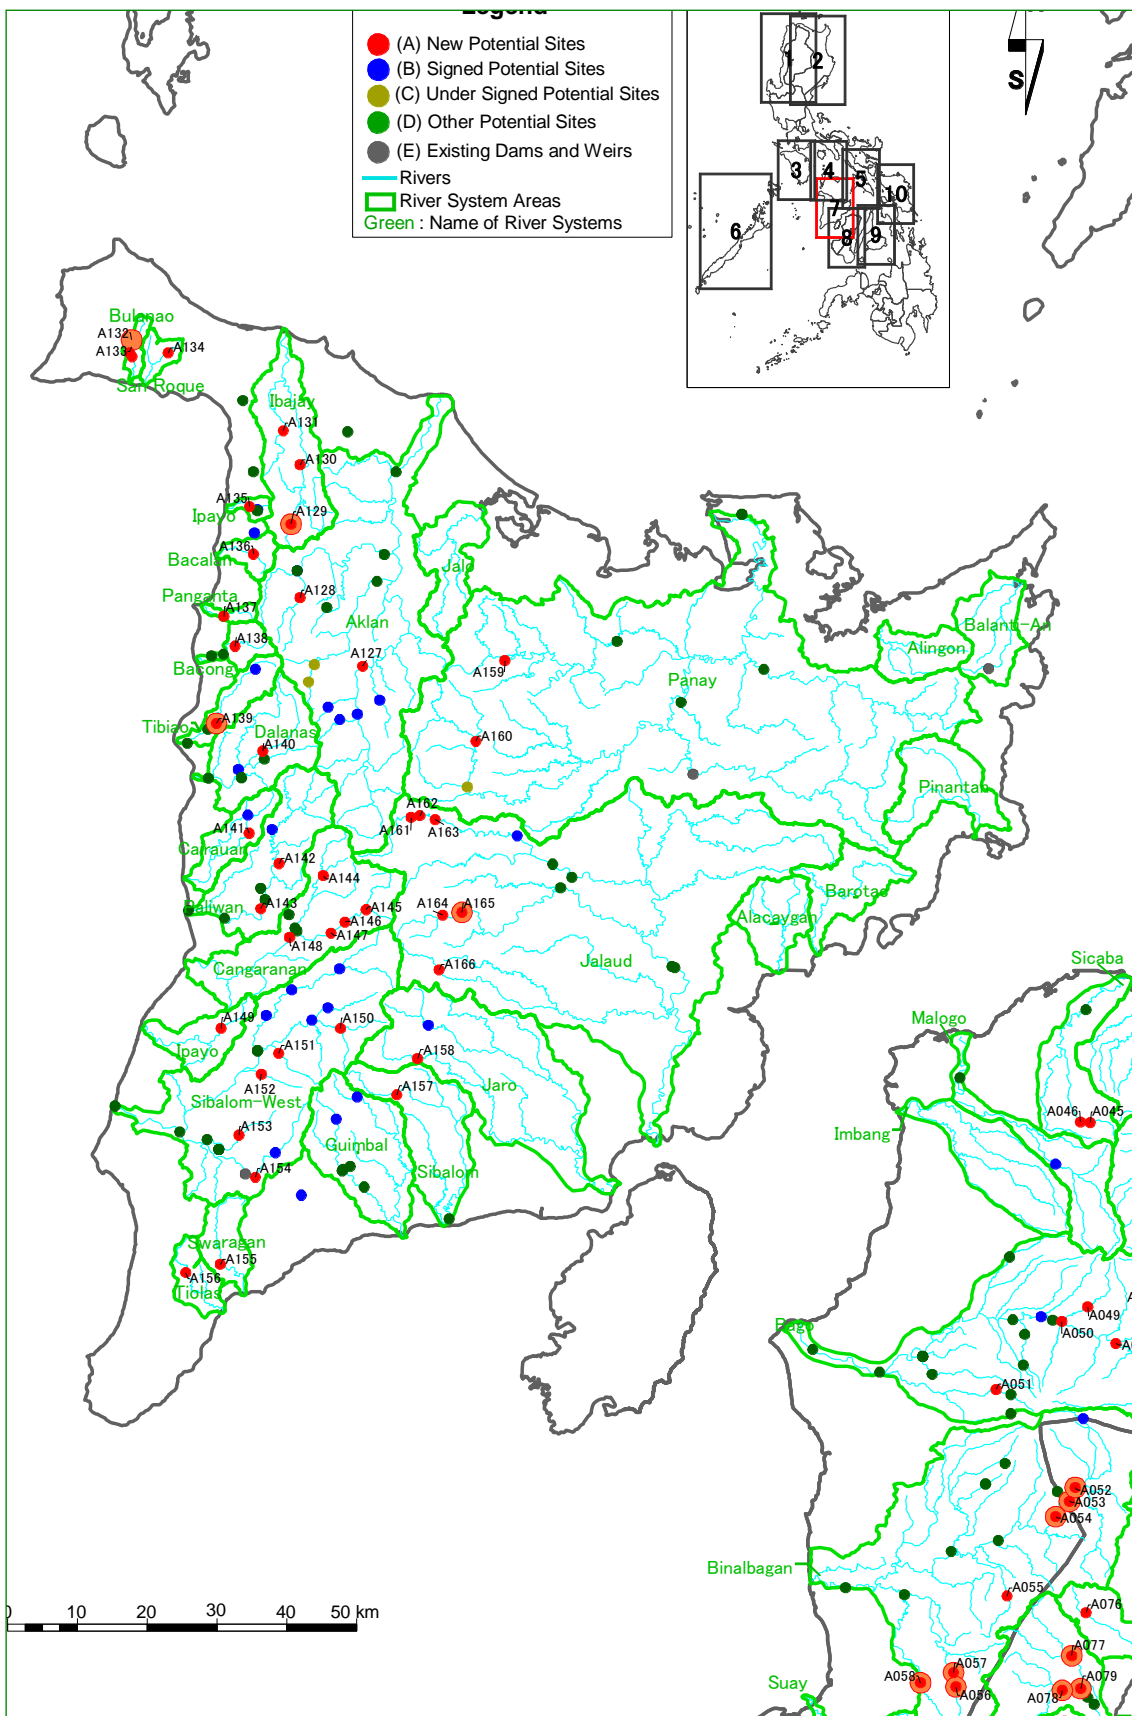 Legend
(A) New Potential Sites
(B) Signed Potential Sites
(C) Under Signed Potential Sites
(D) Other Potential Sites
(E) Existing Dams and Weirs
Rivers
River System Areas
Green : Name of River Systems
1
2
3
4
5
10
6
7
8
9
S
Bulanao
A132
A133
A134
San Roque
Ibajay
A131
A130
A135
Ipayo
A129
A136
Bacalan
Jalo
Panganta
A128
A137
Aklan
Balanti-An
A138
Alingon
A127
Bacong
A159
Panay
Tibiao
A139
Dalanas
A140
A160
Pinantan
A162
A141
A161
A163
Cairauan
A142
A144
Barotac
Paliwan
A143
A145
A164
A165
A146
Alacaygan
A147
A148
Cangaranan
A166
Jalaud
Sicaba
A149
A150
Malogo
Ipayo
A151
A158
A152
Jaro
A157
Sibalom-West
A046
A045
A153
Imbang
Guimbal
A154
Sibalom
Swaragan
A155
A156
Tiolas
A049
Bago
A050
A051
A052
A053
A054
Binalbagan
A055
A076
0
10
20
30
40
50 km
A077
A057
A058
A056
A079
A078
Suay